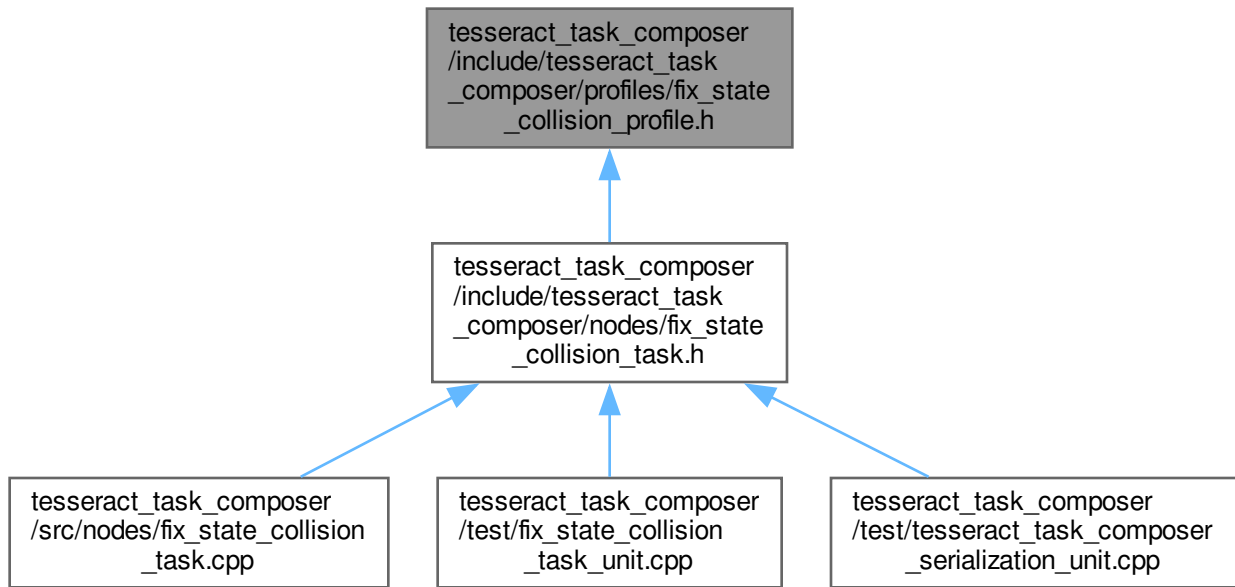 tesseract_task_composer
/include/tesseract_task
_composer/profiles/fix_state
_collision_profile.h
tesseract_task_composer
/include/tesseract_task
_composer/nodes/fix_state
_collision_task.h
tesseract_task_composer
/src/nodes/fix_state_collision
_task.cpp
tesseract_task_composer
/test/fix_state_collision
_task_unit.cpp
tesseract_task_composer
/test/tesseract_task_composer
_serialization_unit.cpp